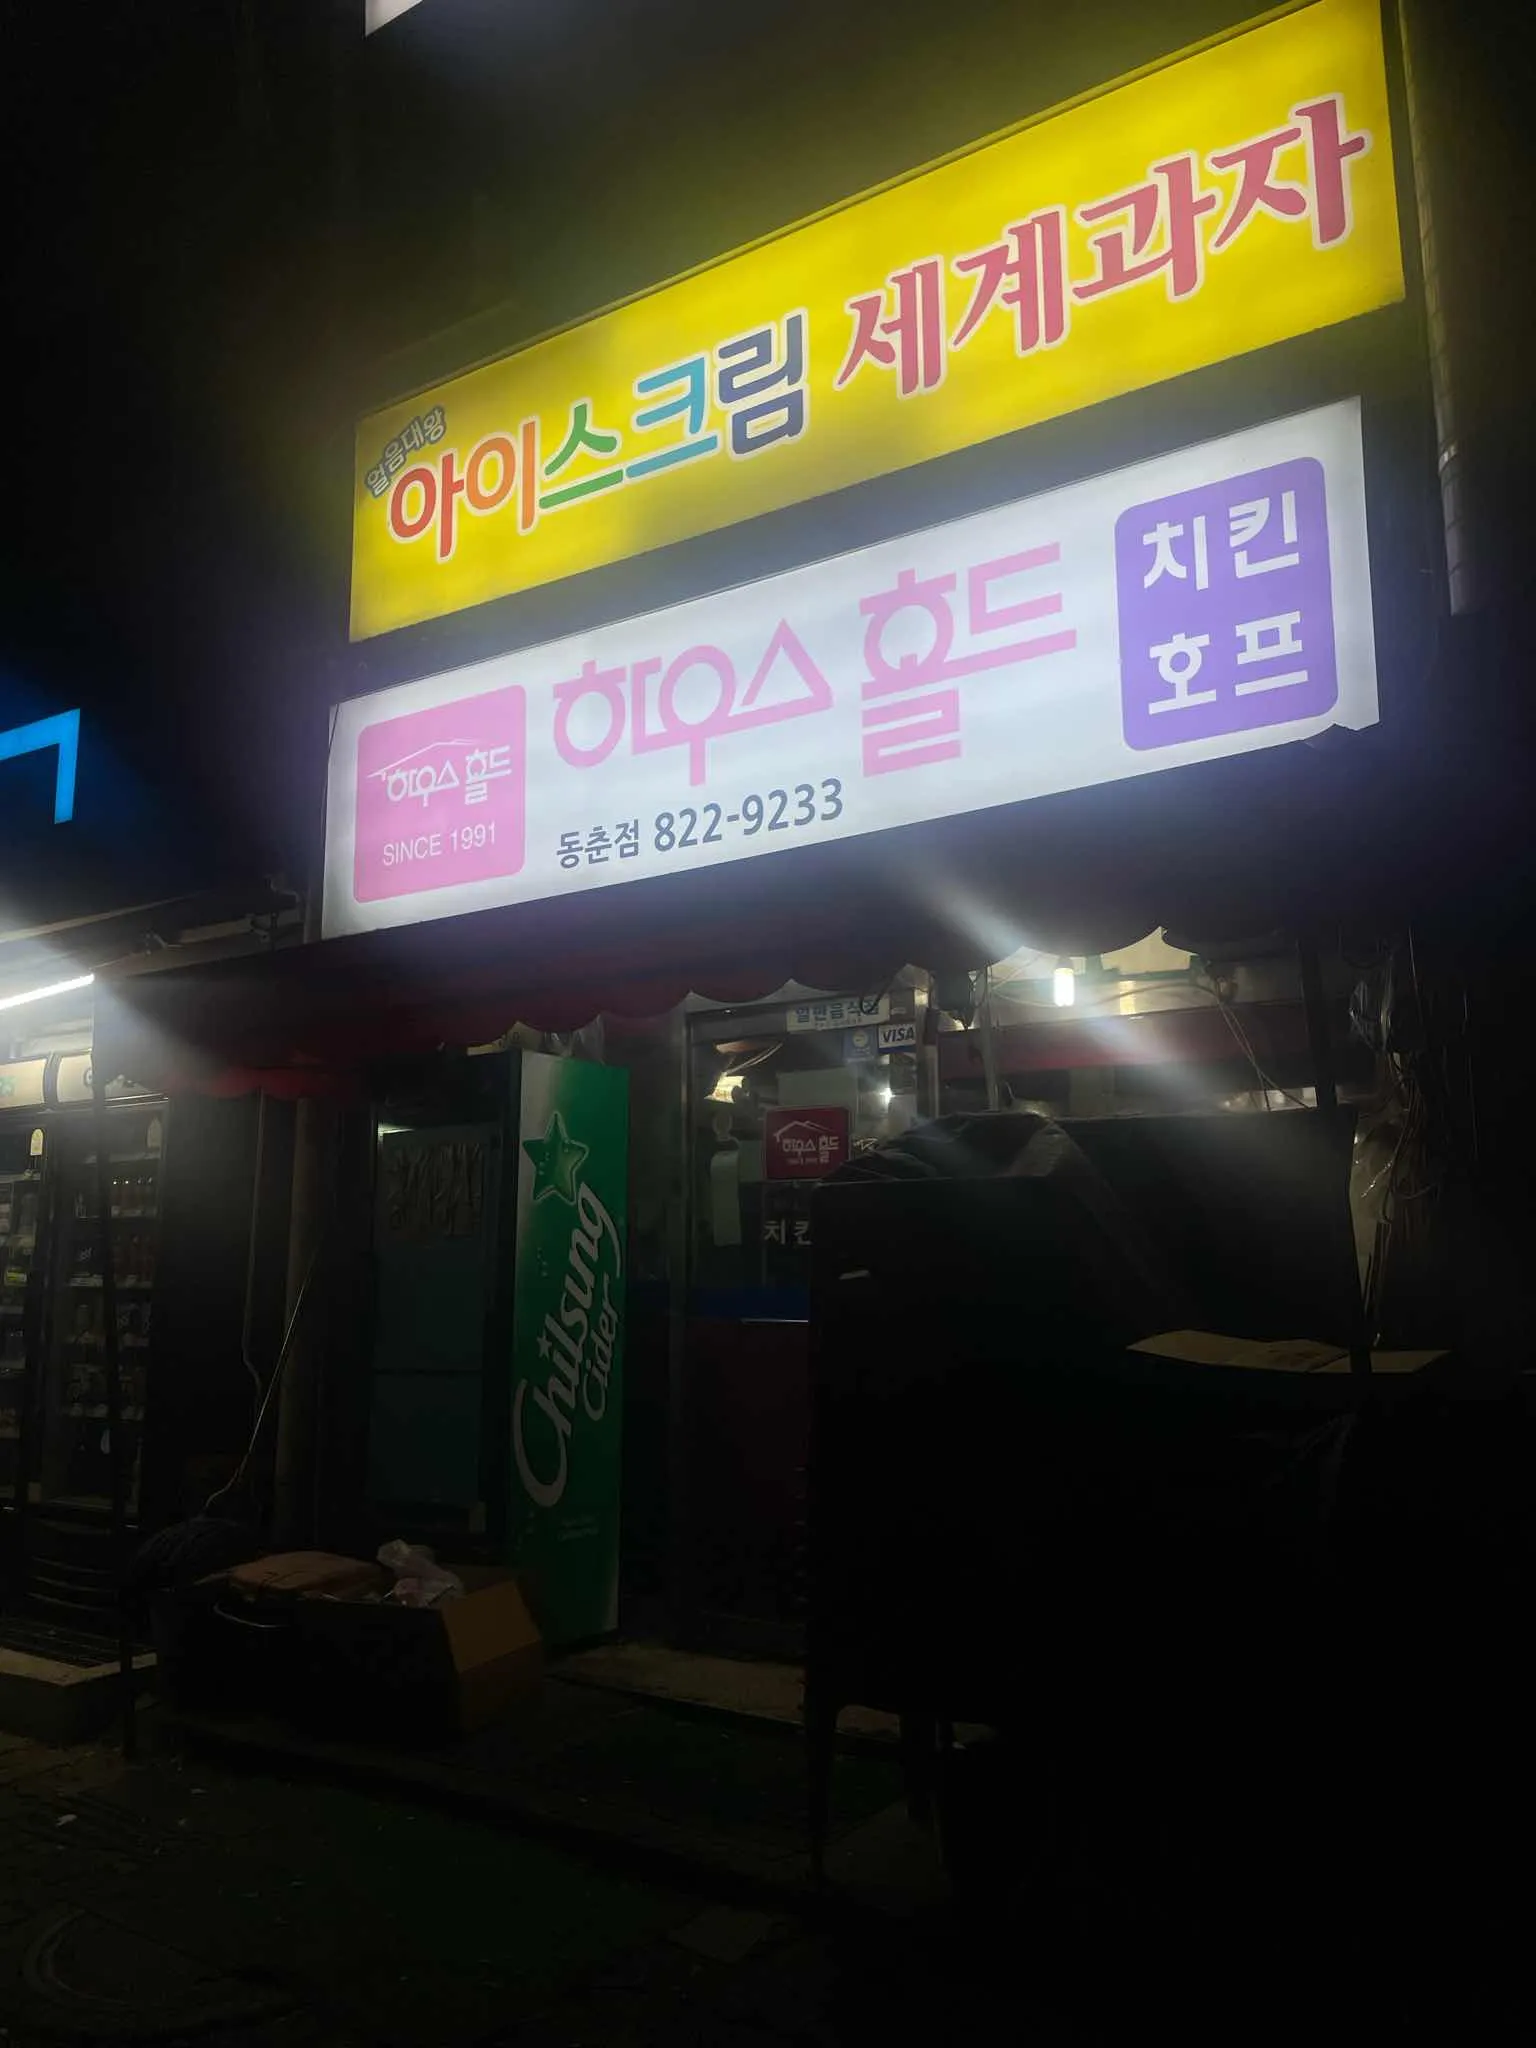 얼음대왕
아이스크림 세계과자
하우스 홀드
SINCE 1991
하우스 홀드
동춘점 822-9233
치킨
호프
일반음식점
VISA
하우스 홀드
치킨
Chilsung
Cider